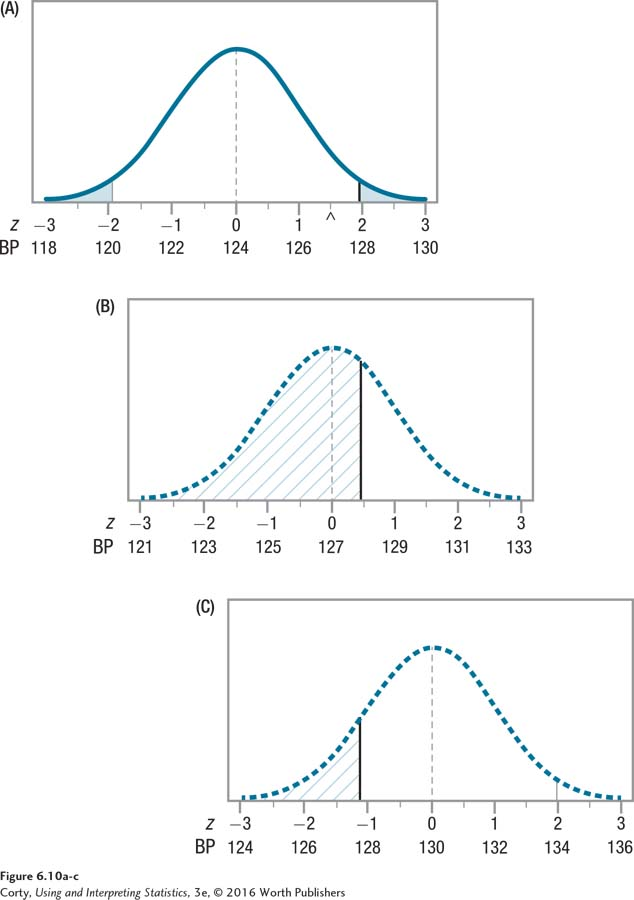 (A)
z −3 −2 −1 0 1 ^ 2 3
BP 118 120 122 124 126 128 130
(B)
z −3 −2 −1 0 1 2 3
BP 121 123 125 127 129 131 133
(C)
z −3 −2 −1 0 1 2 3
BP 124 126 128 130 132 134 136
Figure 6.10a-c
Corty, Using and Interpreting Statistics, 3e, © 2016 Worth Publishers